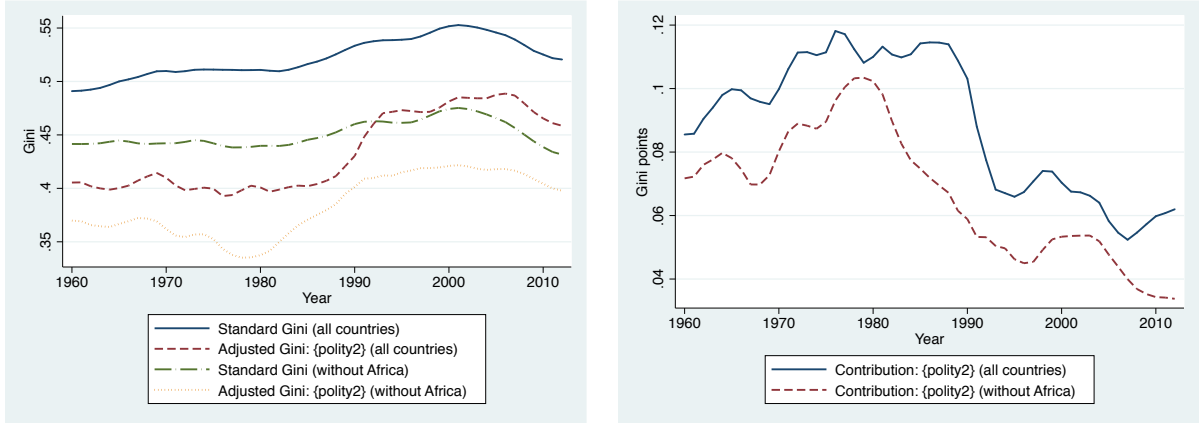 .55
.5
.45
.4
.35
Gini
1960 1970 1980 1990 2000 2010
Year
Standard Gini (all countries)
Adjusted Gini: {polity2} (all countries)
Standard Gini (without Africa)
Adjusted Gini: {polity2} (without Africa)
.12
.1
.08
.06
.04
Gini points
1960 1970 1980 1990 2000 2010
Year
Contribution: {polity2} (all countries)
Contribution: {polity2} (without Africa)